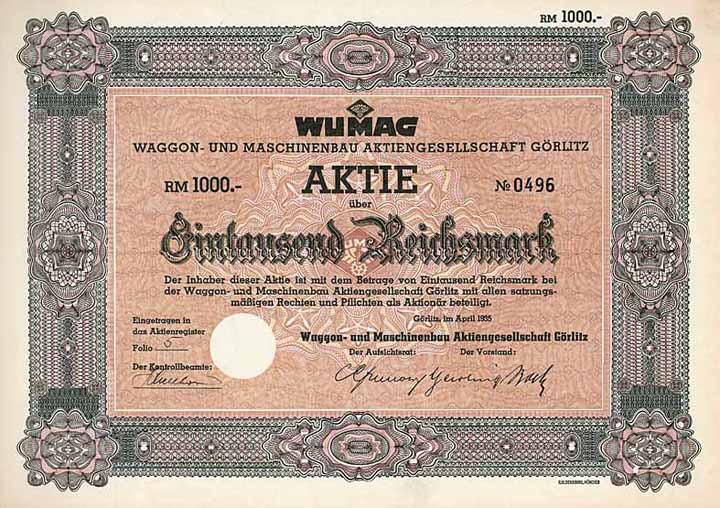 RM 1000.-
WUMAG
WAGGON- UND MASCHINENBAU AKTIENGESELLSCHAFT GÖRLITZ
RM 1000.- AKTIE № 0496
über
Eintausend Reichsmark
Der Inhaber dieser Aktie ist mit dem Betrage von Eintausend Reichsmark bei
der Waggon- und Maschinenbau Aktiengesellschaft Görlitz mit allen satzungs-
mäßigen Rechten und Pflichten als Aktionär beteiligt.
Eingetragen in
das Aktienregister
Folio 5
Der Kontrollbeamte:
Görlitz, im April 1935
Waggon- und Maschinenbau Aktiengesellschaft Görlitz
Der Aufsichtsrat: Der Vorstand: